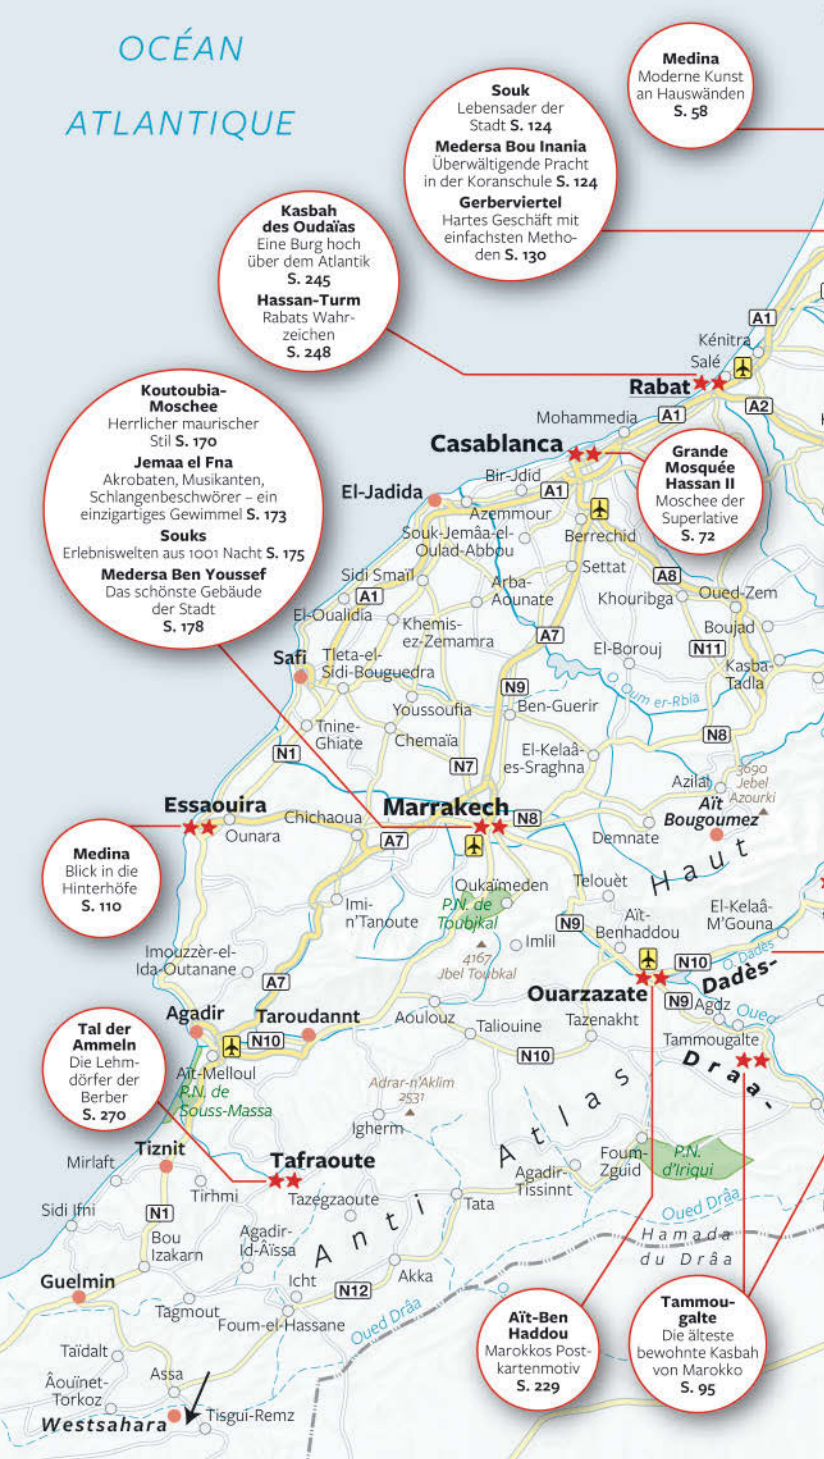 OCÉAN
ATLANTIQUE
Medina
Moderne Kunst
an Hauswänden
S. 58
Souk
Lebensader der
Stadt S. 124
Medersa Bou Inania
Überwältigende Pracht
in der Koranschule S. 124
Gerberviertel
Hartes Geschäft mit
einfachsten Metho-
den S. 130
Kasbah
des Oudaïas
Eine Burg hoch
über dem Atlantik
S. 245
Hassan-Turm
Rabats Wahr-
zeichen
S. 248
Koutoubia-
Moschee
Herrlicher maurischer
Stil S. 170
Jemaa el Fna
Akrobaten, Musikanten,
Schlangenbeschwörer – ein
einzigartiges Gewimmel S. 173
Souks
Erlebniswelten aus 1001 Nacht S. 175
Medersa Ben Youssef
Das schönste Gebäude
der Stadt
S. 178
A1
Kénitra
Salé
Rabat
A2
A1
Mohammedia
Casablanca
Grande
Mosquée
Hassan II
Moschee der
Superlative
S. 72
Bir-Jdid
A1
El-Jadida
Azemmour
Souk-Jemâa-el-
Oulad-Abbou
Berrechid
Settat
Sidi Smaïl
A1
El-Oualidia
Arba-
Aounate
A8
Khouribga
Oued-Zem
Khemis-
ez-Zemamra
A7
Boujad
El-Borouj
N11
Kasba-
Tadla
Safi
Tleta-el-
Sidi-Bouguedra
N9
O. Oum er-Rbia
Youssoufia
Ben-Guerir
Tnine-
Ghiate
Chemaïa
N8
N1
N7
El-Kelaâ-
es-Sraghna
Azilal
3690
Jebel
Azourki
Aït
Bougoumez
Essaouira
Ounara
Chichaoua
Marrakech
N8
A7
Demnate
Haut
Medina
Blick in die
Hinterhöfe
S. 110
Imi-
n'Tanoute
Oukaïmeden
P.N. de
Toubjkal
Telouèt
Imlil
N9
Aït-
Benhaddou
El-Kelaâ-
M'Gouna
4167
Jbel Toubkal
Imouzzèr-el-
Ida-Outanane
A7
N10
O. Dadès
Dadès-
Ouarzazate
N9
Agdz
Oued
Agadir
Taroudannt
N10
Aoulouz
Taliouine
Tazenakht
Tammougalte
N10
Draa-
Tal der
Ammeln
Die Lehm-
dörfer der
Berber
S. 270
Aït-Melloul
P.N. de
Souss-Massa
Adrar-n'Aklim
2531
Igherm
Atlas
Tiznit
Mirlaft
Tafraoute
Tirhmi
Tazegzaoute
Agadir-
Tissinnt
Foum-
Zguid
P.N.
d'Iriqui
Sidi Ifni
N1
Tata
Oued Drâa
Bou
Izakarn
Agadir-
Id-Aïssa
Anti
Hamada
du Drâa
Guelmin
Icht
N12
Akka
Tagmout
Foum-el-Hassane
Oued Drâa
Aït-Ben
Haddou
Marokkos Post-
kartenmotiv
S. 229
Tammou-
galte
Die älteste
bewohnte Kasbah
von Marokko
S. 95
Taïdalt
Assa
Âouïnet-
Torkoz
Westsahara
Tisgui-Remz